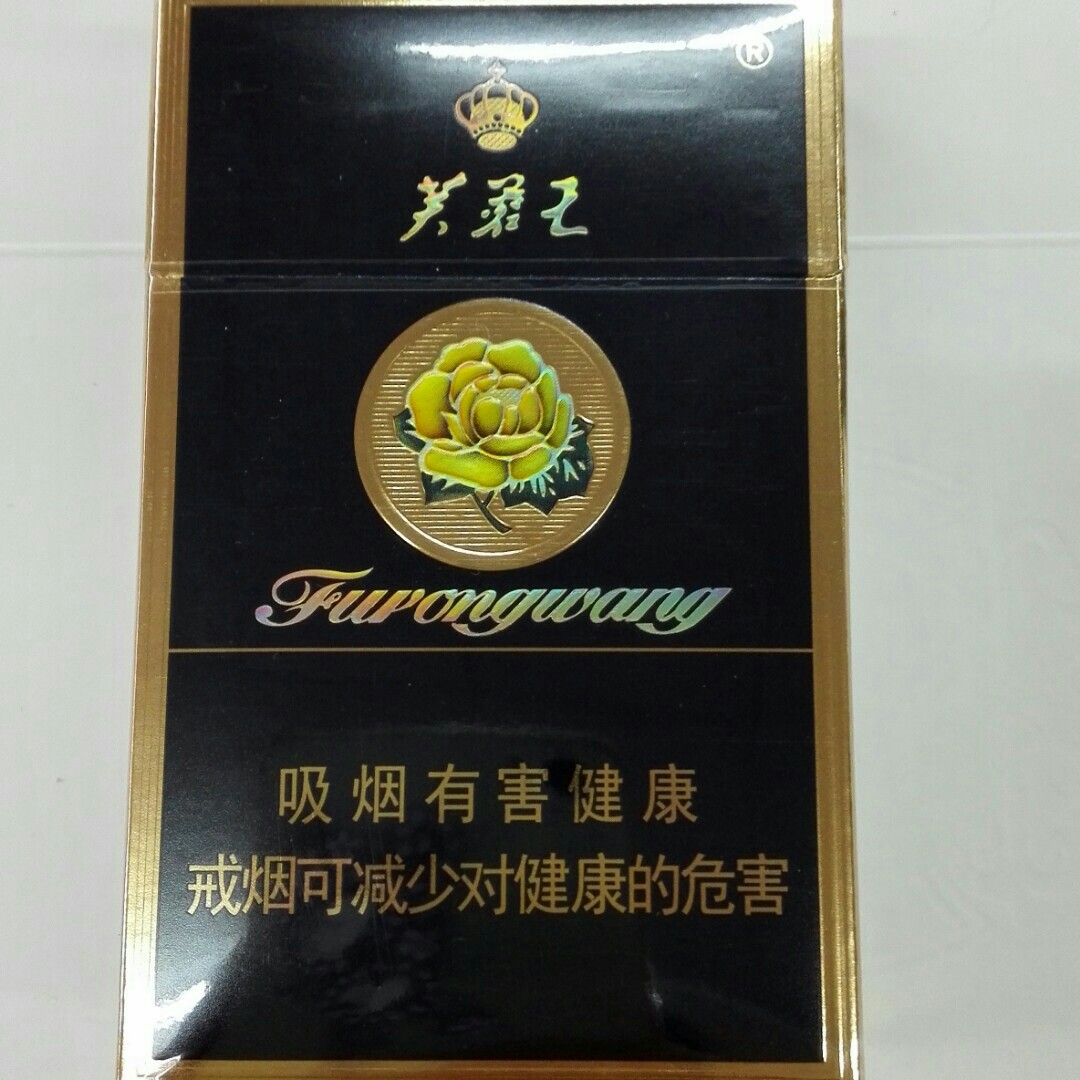 ®
芙蓉王
Furongwang
吸烟有害健康
戒烟可减少对健康的危害